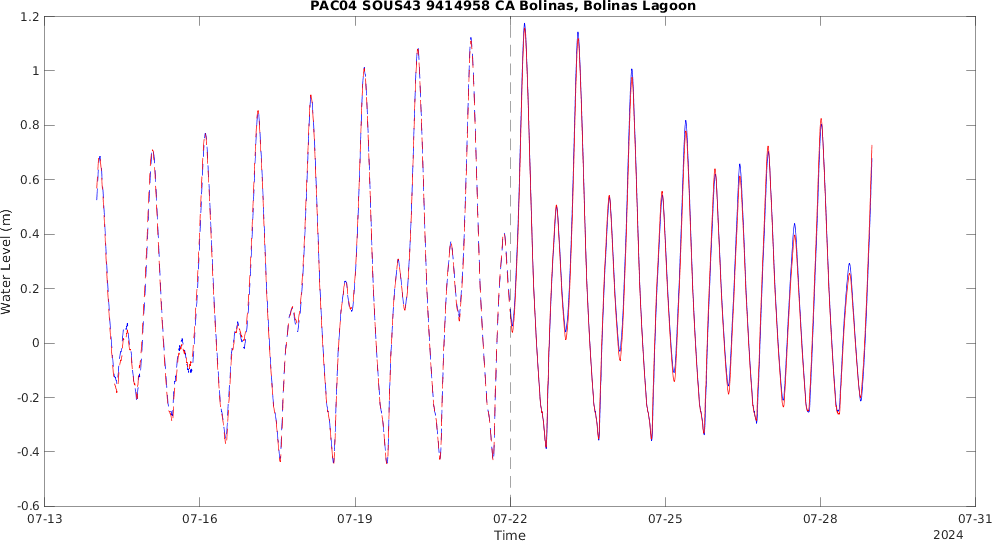 PAC04 SOUS43 9414958 CA Bolinas, Bolinas Lagoon
1.2
1
0.8
0.6
0.4
0.2
0
-0.2
-0.4
-0.6
Water Level (m)
07-13 07-16 07-19 07-22 07-25 07-28 07-31
Time
2024